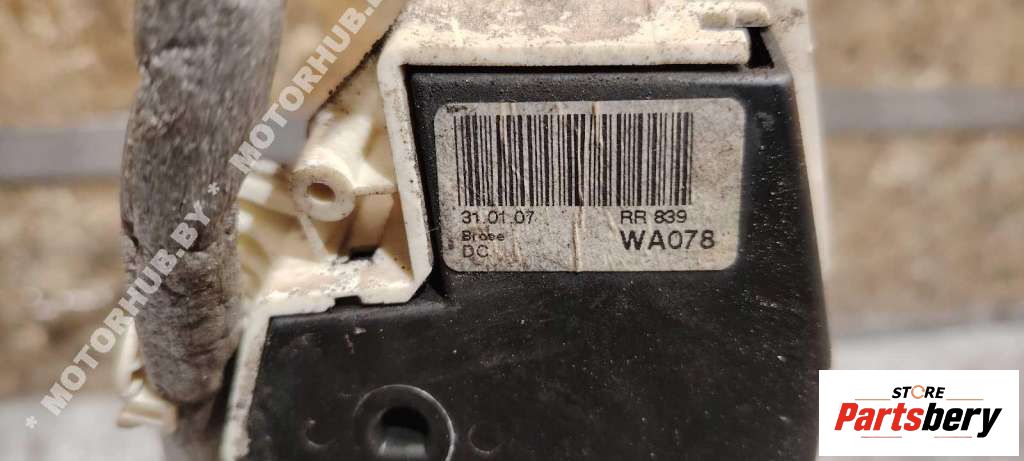 31.01.07 RR 839
Brose WA078
DC
* MOTORHUB.BY * MOTORHUB.BY
STORE
Partsbery